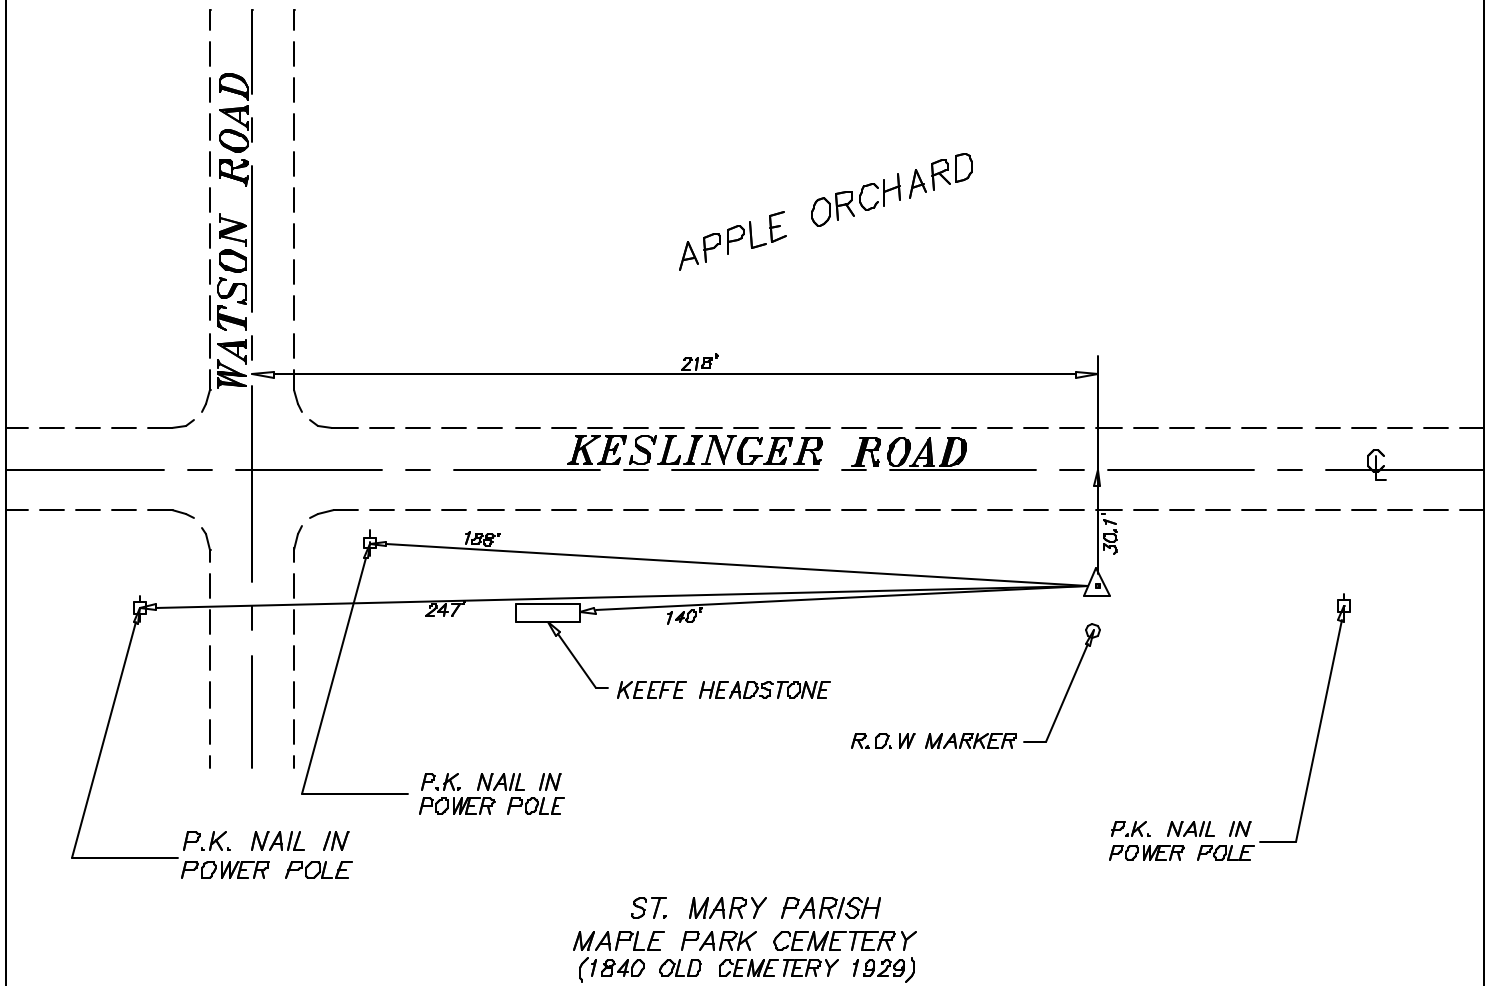 WATSON ROAD
APPLE ORCHARD
218'
KESLINGER ROAD
℄
30.1'
188'
247'
140'
KEEFE HEADSTONE
R.O.W MARKER
P.K. NAIL IN
POWER POLE
P.K. NAIL IN
POWER POLE
P.K. NAIL IN
POWER POLE
ST. MARY PARISH
MAPLE PARK CEMETERY
(1840 OLD CEMETERY 1929)